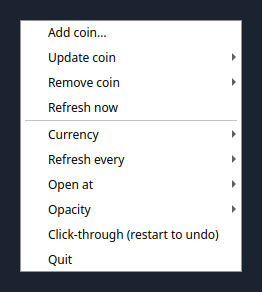 Add coin...
Update coin
Remove coin
Refresh now
Currency
Refresh every
Open at
Opacity
Click-through (restart to undo)
Quit